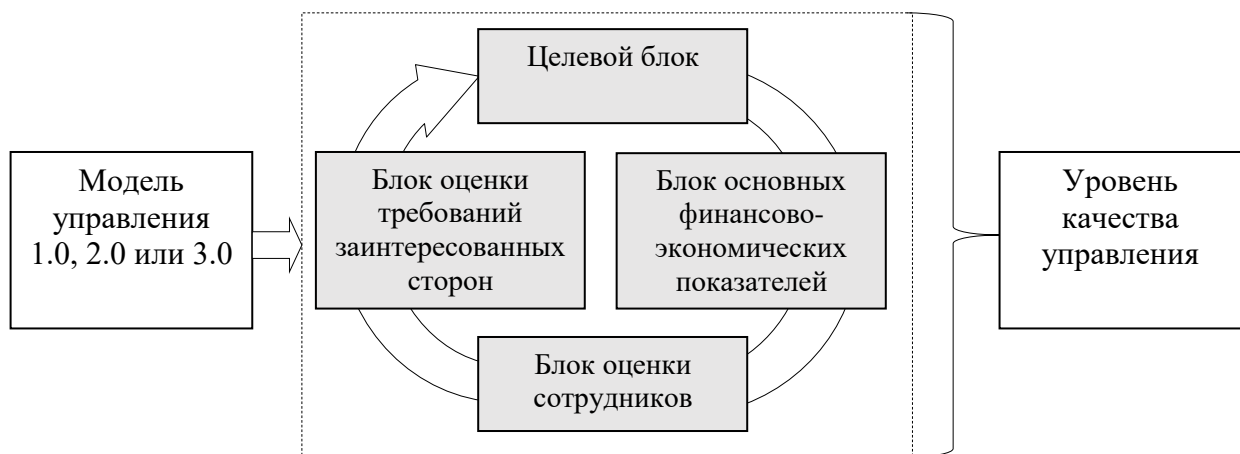 Целевой блок
Модель
управления
1.0, 2.0 или 3.0
Блок оценки
требований
заинтересованных
сторон
Блок основных
финансово-
экономических
показателей
Уровень
качества
управления
Блок оценки
сотрудников